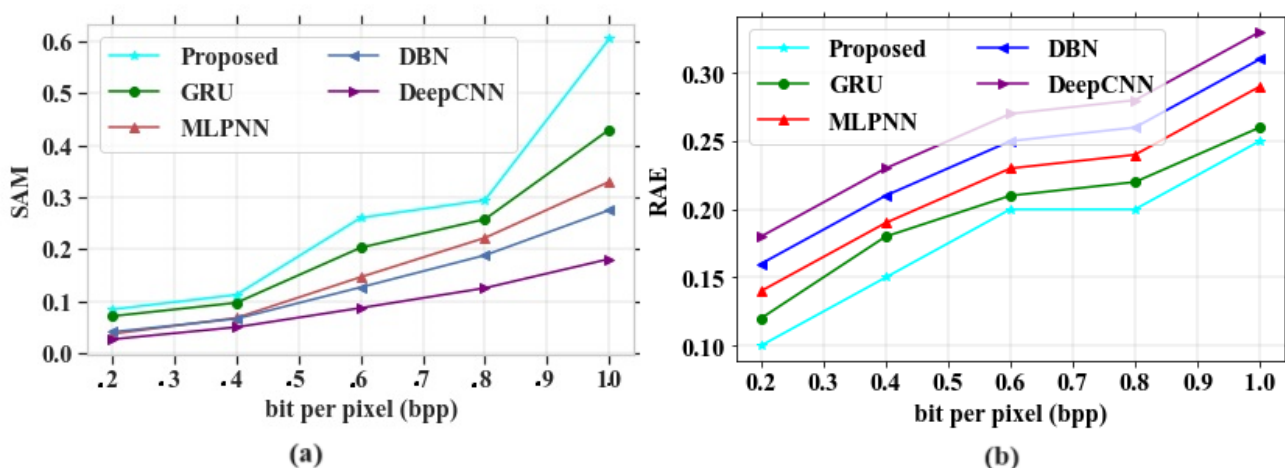 0.6
0.5
0.4
0.3
0.2
0.1
0.0
SAM
Proposed
GRU
MLPNN
DBN
DeepCNN
.2 .3 .4 .5 .6 .7 .8 .9 1.0
bit per pixel (bpp)
(a)
0.30
0.25
0.20
0.15
0.10
RAE
Proposed
GRU
MLPNN
DBN
DeepCNN
0.2 0.3 0.4 0.5 0.6 0.7 0.8 0.9 1.0
bit per pixel (bpp)
(b)